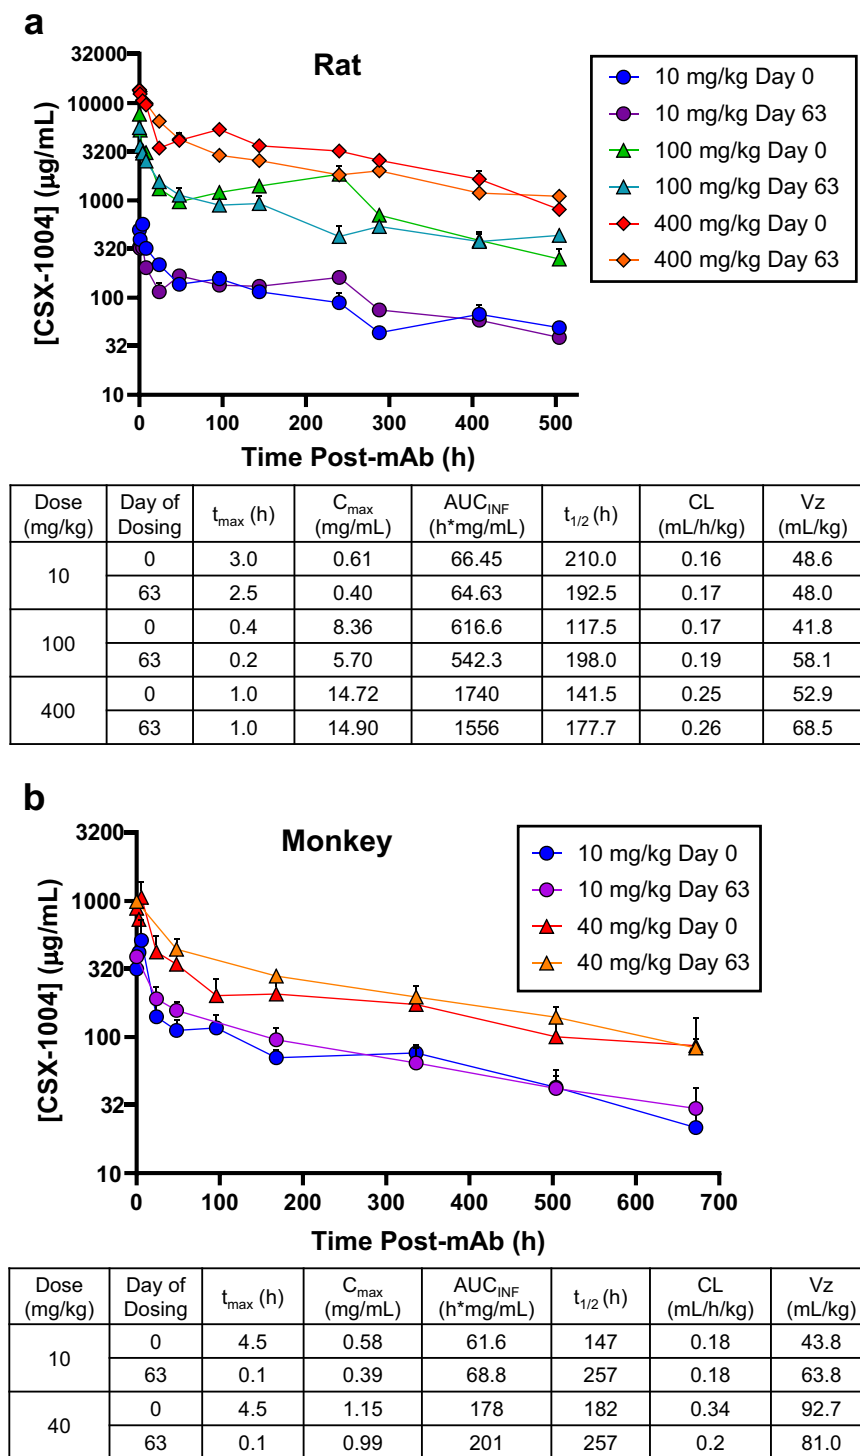 a
Rat
[CSX-1004] (μg/mL)
32000
10000
3200
1000
320
100
32
10
0 100 200 300 400 500
Time Post-mAb (h)
10 mg/kg Day 0
10 mg/kg Day 63
100 mg/kg Day 0
100 mg/kg Day 63
400 mg/kg Day 0
400 mg/kg Day 63
Dose (mg/kg) Day of Dosing tmax (h) Cmax (mg/mL) AUCINF (h*mg/mL) t1/2 (h) CL (mL/h/kg) Vz (mL/kg)
10 0 3.0 0.61 66.45 210.0 0.16 48.6
63 2.5 0.40 64.63 192.5 0.17 48.0
100 0 0.4 8.36 616.6 117.5 0.17 41.8
63 0.2 5.70 542.3 198.0 0.19 58.1
400 0 1.0 14.72 1740 141.5 0.25 52.9
63 1.0 14.90 1556 177.7 0.26 68.5
b
Monkey
[CSX-1004] (μg/mL)
3200
1000
320
100
32
10
0 100 200 300 400 500 600 700
Time Post-mAb (h)
10 mg/kg Day 0
10 mg/kg Day 63
40 mg/kg Day 0
40 mg/kg Day 63
Dose (mg/kg) Day of Dosing tmax (h) Cmax (mg/mL) AUCINF (h*mg/mL) t1/2 (h) CL (mL/h/kg) Vz (mL/kg)
10 0 4.5 0.58 61.6 147 0.18 43.8
63 0.1 0.39 68.8 257 0.18 63.8
40 0 4.5 1.15 178 182 0.34 92.7
63 0.1 0.99 201 257 0.2 81.0